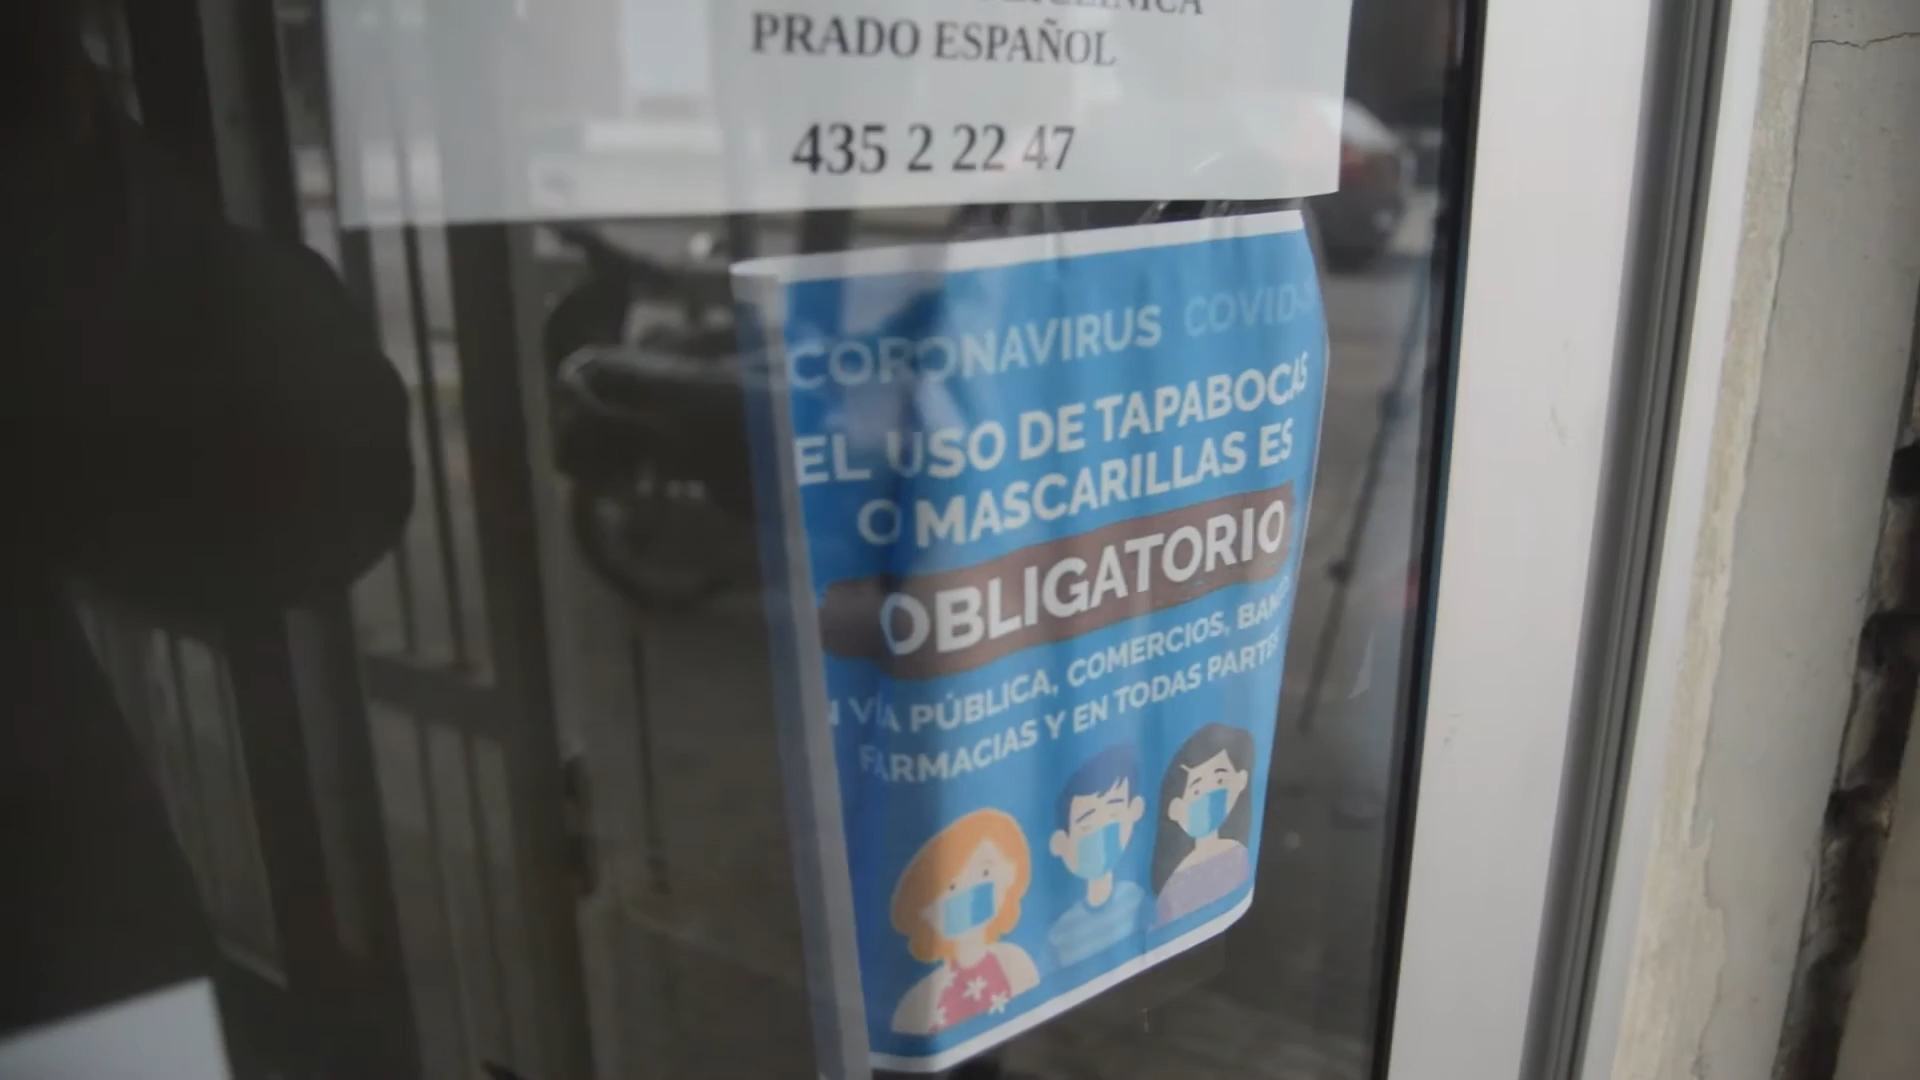 PRADO ESPAÑOL
435 2 22 47
CORONAVIRUS COVID-
EL USO DE TAPABOCAS
O MASCARILLAS ES
OBLIGATORIO
VÍA PÚBLICA, COMERCIOS,
FARMACIAS Y EN TODAS PARTES